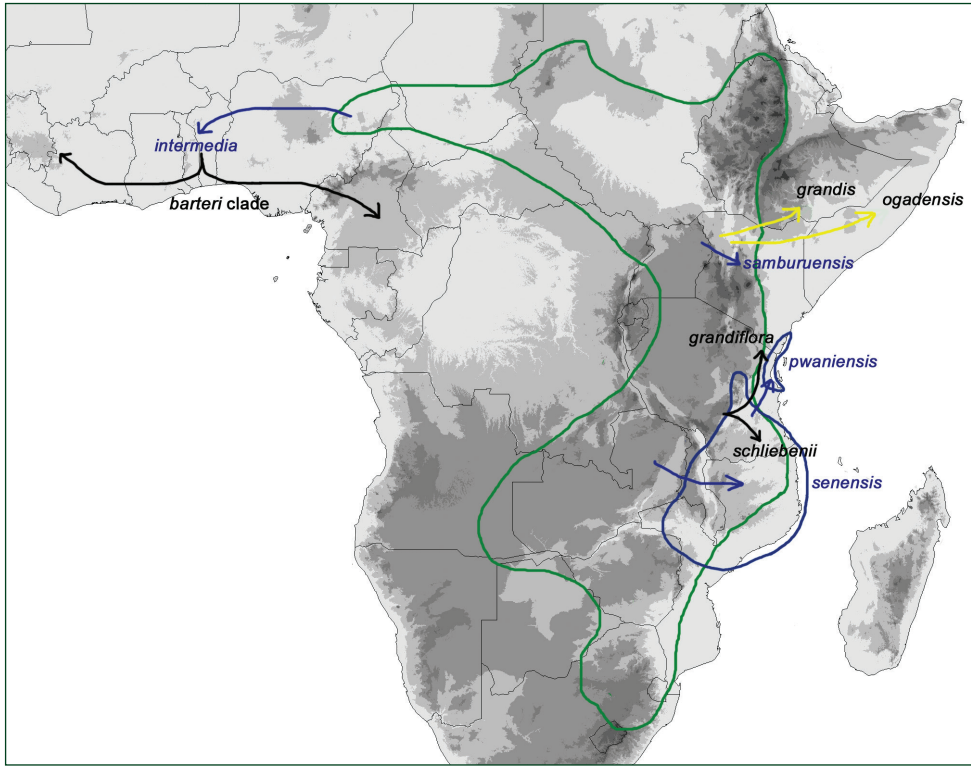 intermedia
barteri clade
grandis
ogadensis
samburuensis
grandiflora
pwaniensis
schliebenii
senensis